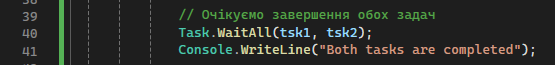 39 // Очікуємо завершення обох задач
40 Task.WaitAll(tsk1, tsk2);
41 Console.WriteLine("Both tasks are completed");